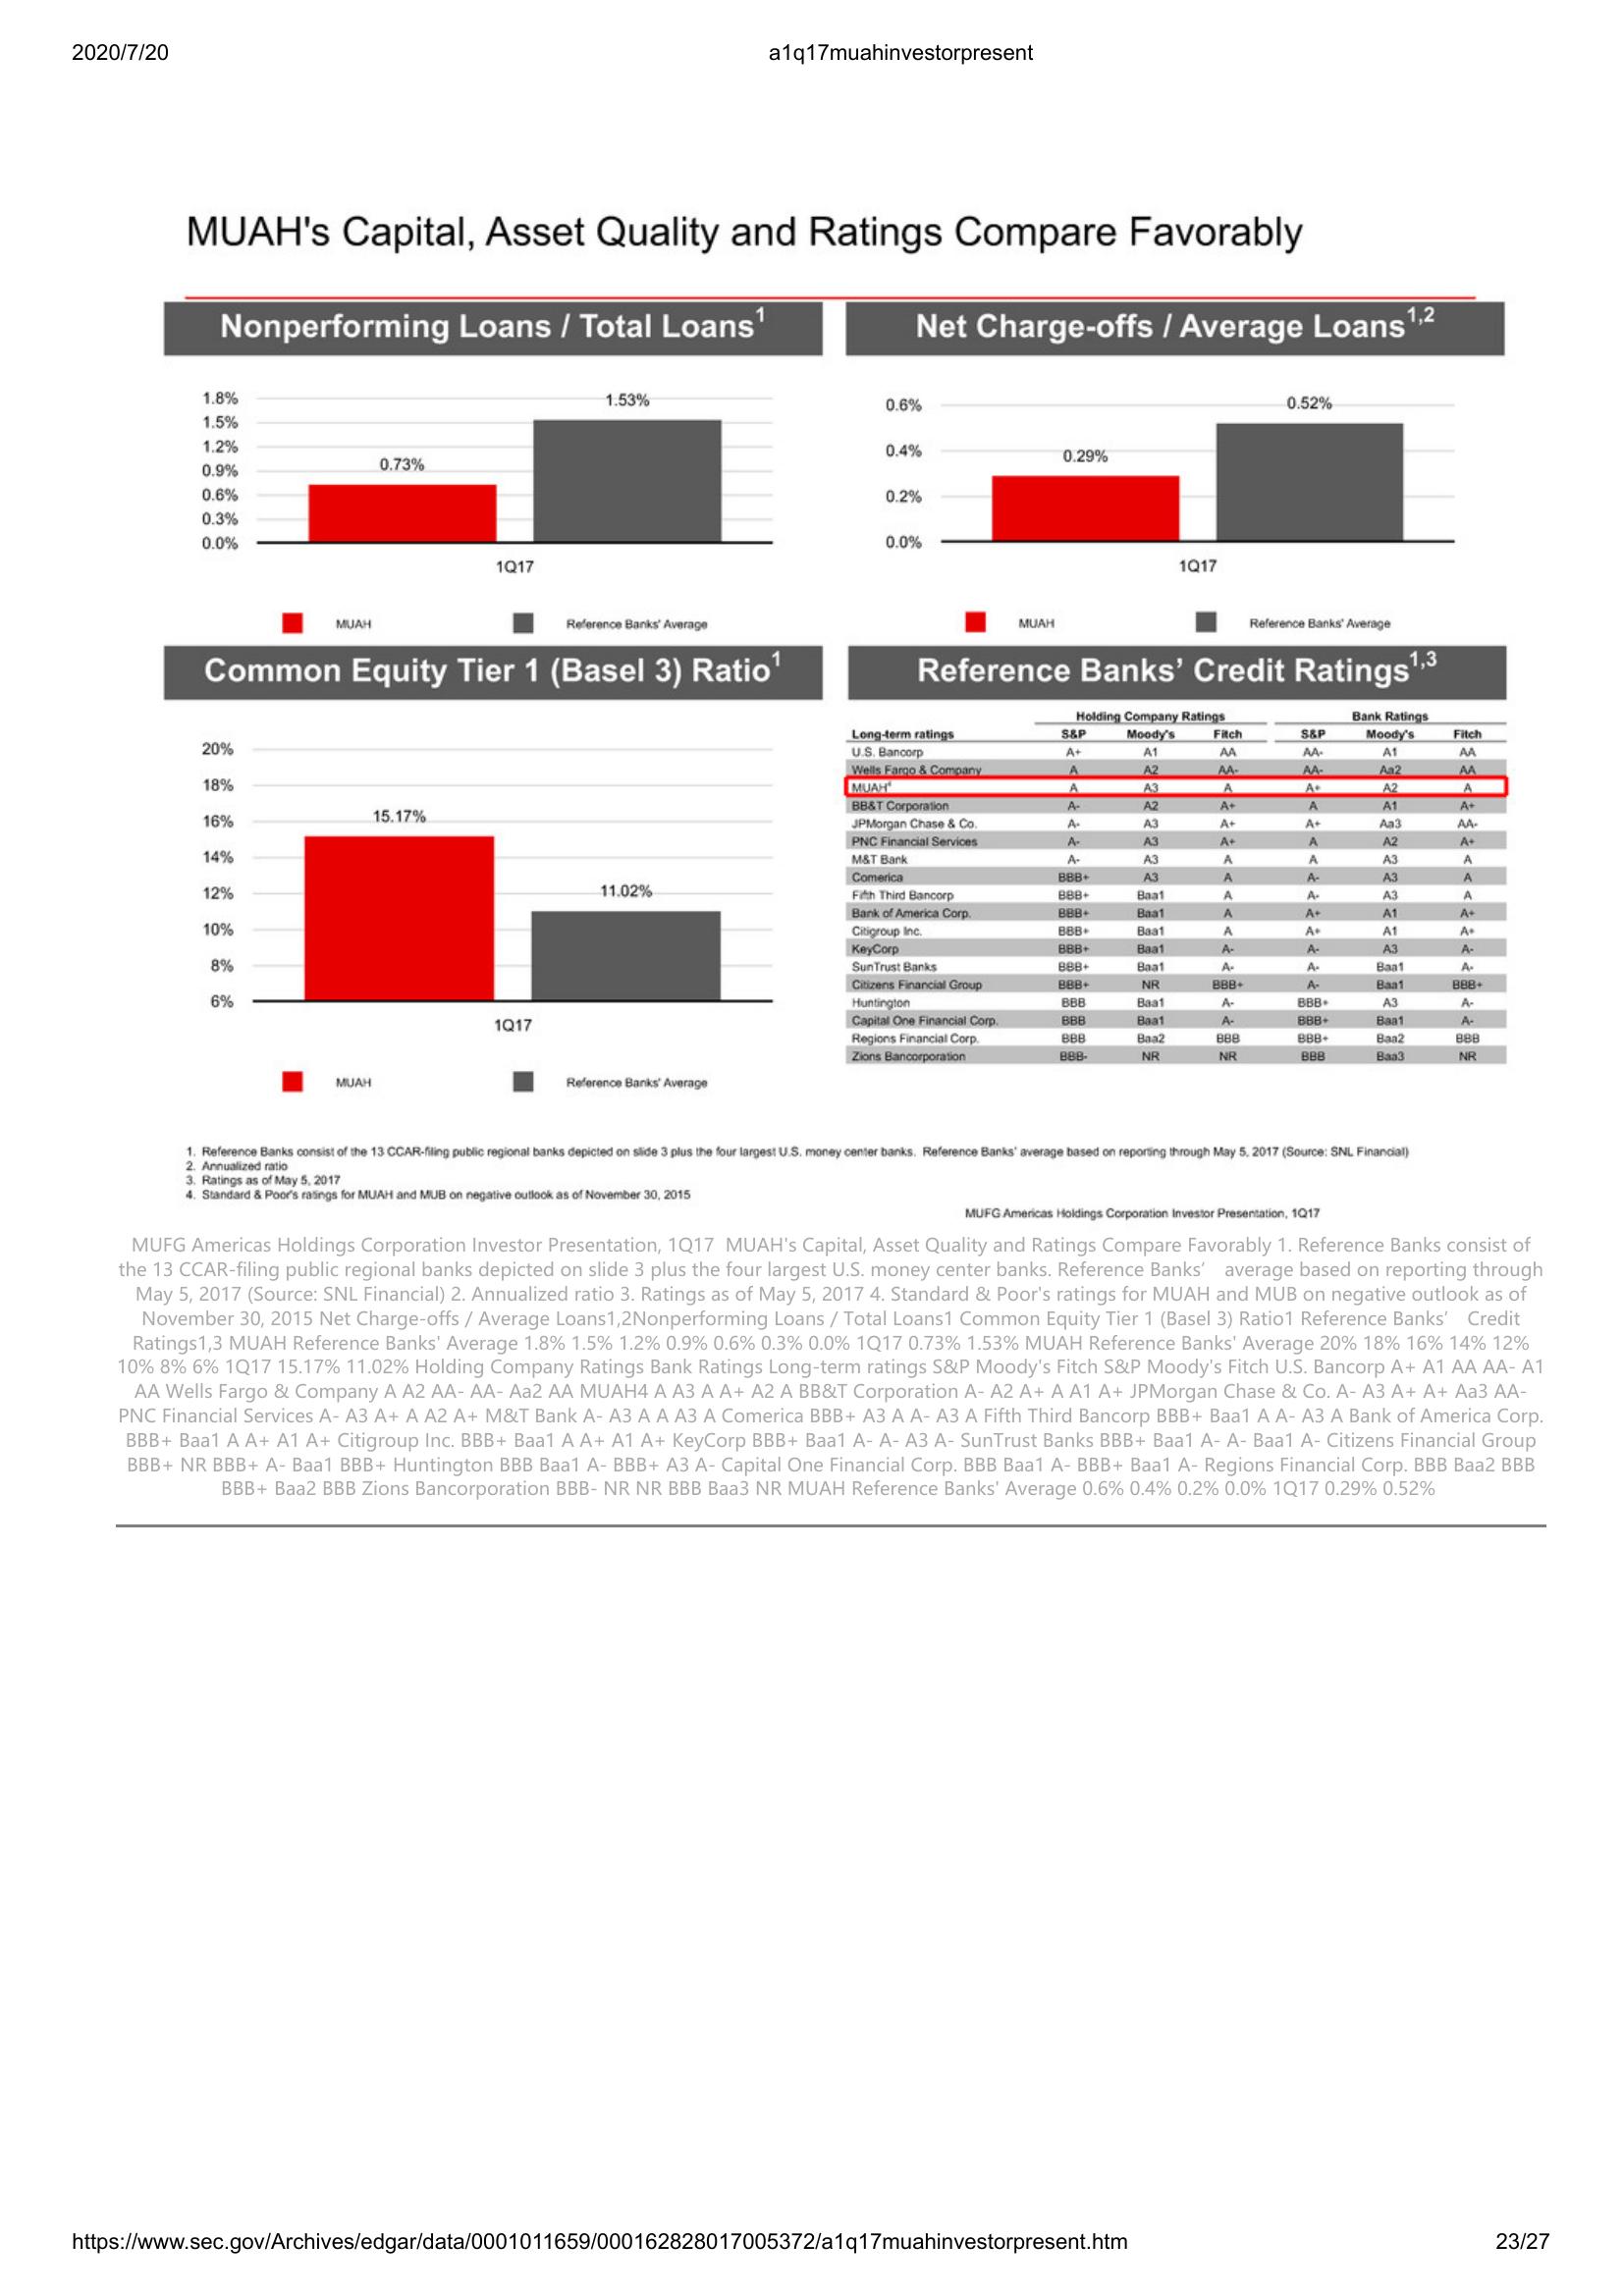 2020/7/20
a1q17muahinvestorpresent
MUAH's Capital, Asset Quality and Ratings Compare Favorably
Nonperforming Loans / Total Loans1
1.8%
1.5%
1.2%
0.9%
0.6%
0.3%
0.0%
0.73%
1.53%
1Q17
MUAH
Reference Banks' Average
Net Charge-offs / Average Loans1,2
0.6%
0.4%
0.2%
0.0%
0.29%
0.52%
1Q17
MUAH
Reference Banks' Average
Common Equity Tier 1 (Basel 3) Ratio1
20%
18%
16%
14%
12%
10%
8%
6%
15.17%
11.02%
1Q17
MUAH
Reference Banks' Average
Reference Banks’ Credit Ratings1,3
Holding Company Ratings Bank Ratings
Long-term ratings S&P Moody's Fitch S&P Moody's Fitch
U.S. Bancorp A+ A1 AA AA- A1 AA
Wells Fargo & Company A A2 AA- AA- Aa2 AA
MUAH4 A A3 A A+ A2 A
BB&T Corporation A- A2 A+ A A1 A+
JPMorgan Chase & Co. A- A3 A+ A+ Aa3 AA-
PNC Financial Services A- A3 A+ A A2 A+
M&T Bank A- A3 A A A3 A
Comerica BBB+ A3 A A- A3 A
Fifth Third Bancorp BBB+ Baa1 A A- A3 A
Bank of America Corp. BBB+ Baa1 A A+ A1 A+
Citigroup Inc. BBB+ Baa1 A A+ A1 A+
KeyCorp BBB+ Baa1 A- A- A3 A-
SunTrust Banks BBB+ Baa1 A- A- Baa1 A-
Citizens Financial Group BBB+ NR BBB+ A- Baa1 BBB+
Huntington BBB Baa1 A- BBB+ A3 A-
Capital One Financial Corp. BBB Baa1 A- BBB+ Baa1 A-
Regions Financial Corp. BBB Baa2 BBB BBB+ Baa2 BBB
Zions Bancorporation BBB- NR NR BBB Baa3 NR
1. Reference Banks consist of the 13 CCAR-filing public regional banks depicted on slide 3 plus the four largest U.S. money center banks. Reference Banks' average based on reporting through May 5, 2017 (Source: SNL Financial)
2. Annualized ratio
3. Ratings as of May 5, 2017
4. Standard & Poor's ratings for MUAH and MUB on negative outlook as of November 30, 2015
MUFG Americas Holdings Corporation Investor Presentation, 1Q17
MUFG Americas Holdings Corporation Investor Presentation, 1Q17 MUAH's Capital, Asset Quality and Ratings Compare Favorably 1. Reference Banks consist of
the 13 CCAR-filing public regional banks depicted on slide 3 plus the four largest U.S. money center banks. Reference Banks’ average based on reporting through
May 5, 2017 (Source: SNL Financial) 2. Annualized ratio 3. Ratings as of May 5, 2017 4. Standard & Poor's ratings for MUAH and MUB on negative outlook as of
November 30, 2015 Net Charge-offs / Average Loans1,2Nonperforming Loans / Total Loans1 Common Equity Tier 1 (Basel 3) Ratio1 Reference Banks’ Credit
Ratings1,3 MUAH Reference Banks' Average 1.8% 1.5% 1.2% 0.9% 0.6% 0.3% 0.0% 1Q17 0.73% 1.53% MUAH Reference Banks' Average 20% 18% 16% 14% 12%
10% 8% 6% 1Q17 15.17% 11.02% Holding Company Ratings Bank Ratings Long-term ratings S&P Moody's Fitch S&P Moody's Fitch U.S. Bancorp A+ A1 AA AA- A1
AA Wells Fargo & Company A A2 AA- AA- Aa2 AA MUAH4 A A3 A A+ A2 A BB&T Corporation A- A2 A+ A A1 A+ JPMorgan Chase & Co. A- A3 A+ A+ Aa3 AA-
PNC Financial Services A- A3 A+ A A2 A+ M&T Bank A- A3 A A A3 A Comerica BBB+ A3 A A- A3 A Fifth Third Bancorp BBB+ Baa1 A A- A3 A Bank of America Corp.
BBB+ Baa1 A A+ A1 A+ Citigroup Inc. BBB+ Baa1 A A+ A1 A+ KeyCorp BBB+ Baa1 A- A- A3 A- SunTrust Banks BBB+ Baa1 A- A- Baa1 A- Citizens Financial Group
BBB+ NR BBB+ A- Baa1 BBB+ Huntington BBB Baa1 A- BBB+ A3 A- Capital One Financial Corp. BBB Baa1 A- BBB+ Baa1 A- Regions Financial Corp. BBB Baa2 BBB
BBB+ Baa2 BBB Zions Bancorporation BBB- NR NR BBB Baa3 NR MUAH Reference Banks' Average 0.6% 0.4% 0.2% 0.0% 1Q17 0.29% 0.52%
https://www.sec.gov/Archives/edgar/data/0001011659/000162828017005372/a1q17muahinvestorpresent.htm
23/27